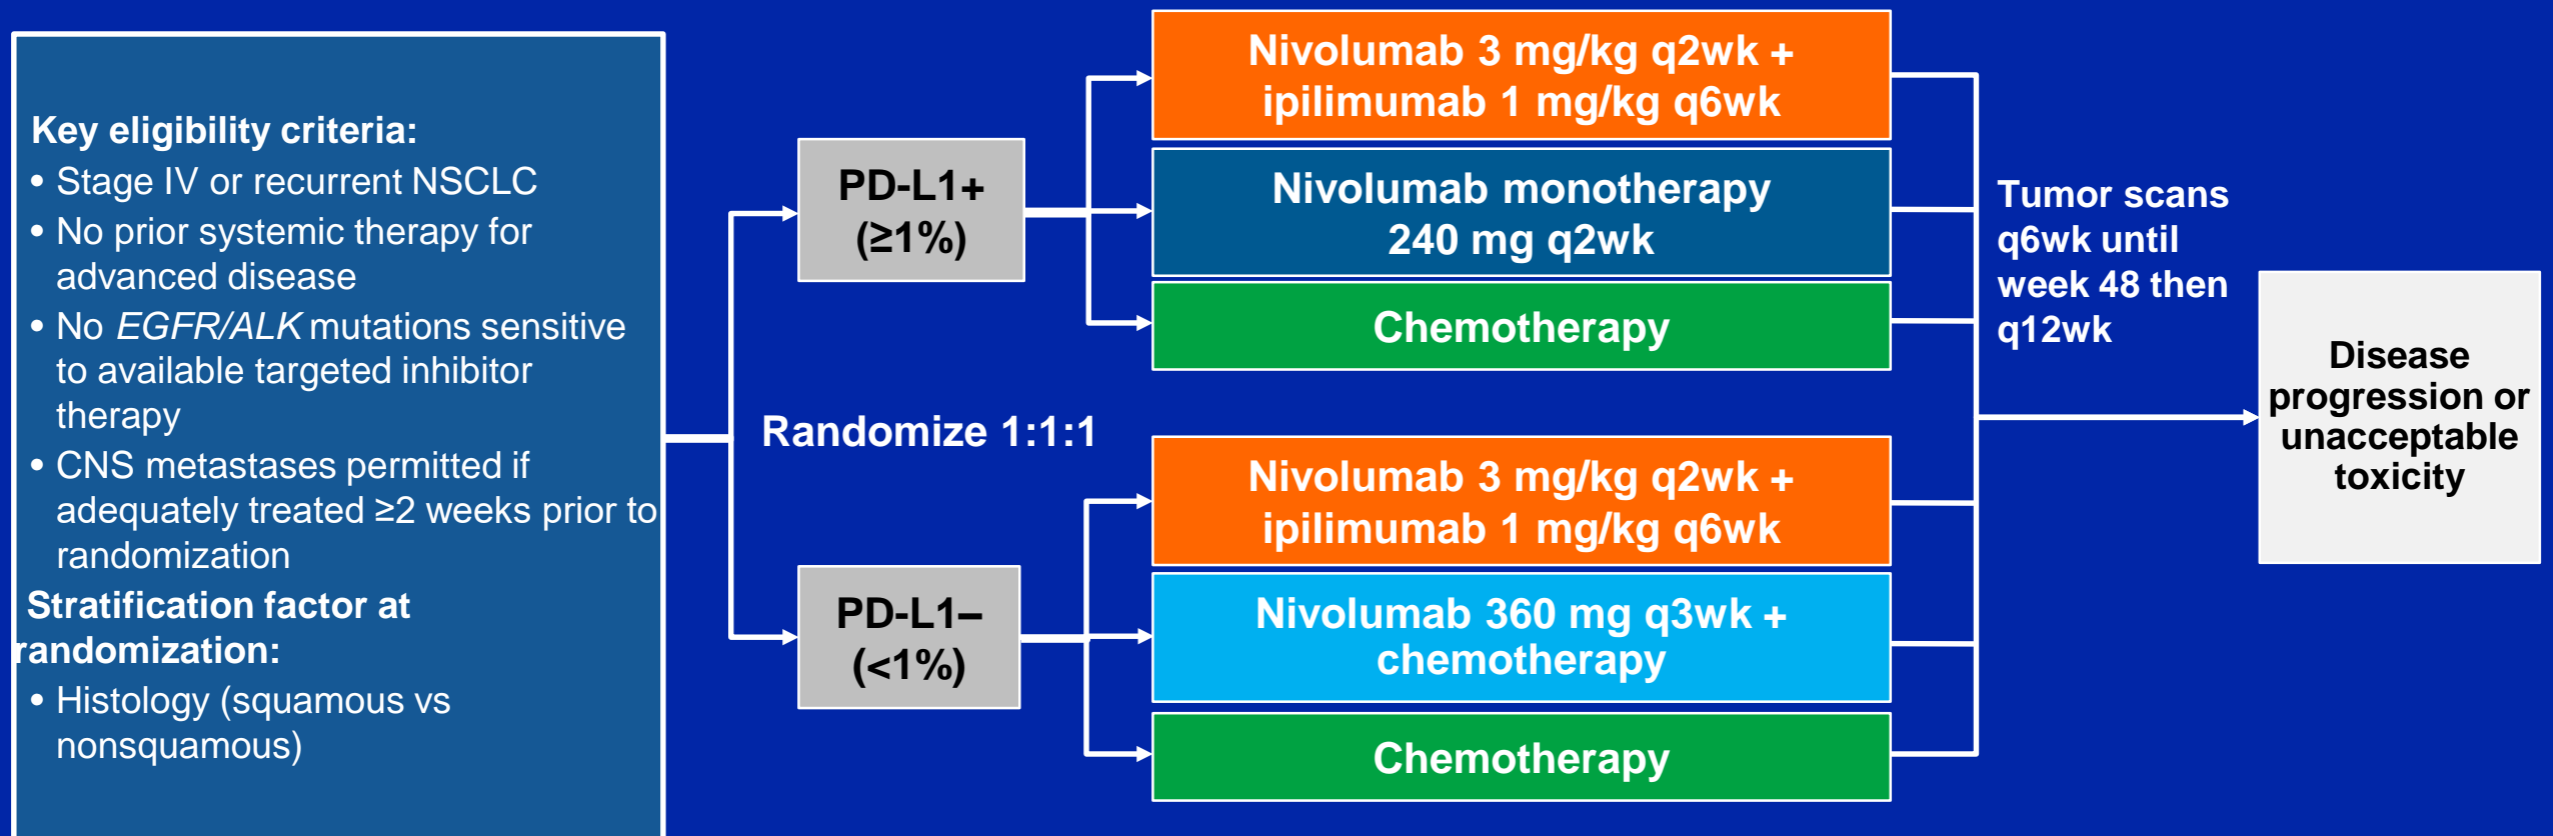 Key eligibility criteria:
• Stage IV or recurrent NSCLC
• No prior systemic therapy for
advanced disease
• No EGFR/ALK mutations sensitive
to available targeted inhibitor
therapy
• CNS metastases permitted if
adequately treated ≥2 weeks prior to
randomization
Stratification factor at
randomization:
• Histology (squamous vs
nonsquamous)
Randomize 1:1:1
PD-L1+
(≥1%)
Nivolumab 3 mg/kg q2wk +
ipilimumab 1 mg/kg q6wk
Nivolumab monotherapy
240 mg q2wk
Chemotherapy
PD-L1–
(<1%)
Nivolumab 3 mg/kg q2wk +
ipilimumab 1 mg/kg q6wk
Nivolumab 360 mg q3wk +
chemotherapy
Chemotherapy
Tumor scans
q6wk until
week 48 then
q12wk
Disease
progression or
unacceptable
toxicity